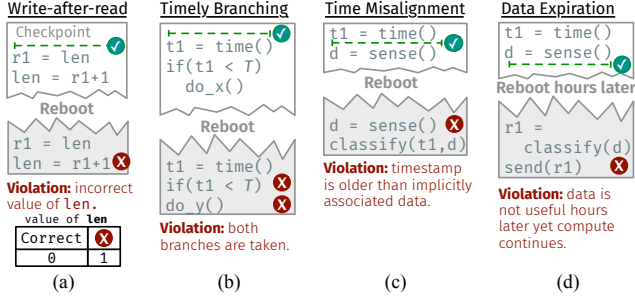 Write-after-read
Checkpoint
r1 = len
len = r1+1
Reboot
r1 = len
len = r1+1
Violation: incorrect
value of len.
value of len
Correct
0 1
(a)
Timely Branching
t1 = time()
if(t1 < T)
do_x()
Reboot
t1 = time()
if(t1 < T)
do_y()
Violation: both
branches are taken.
(b)
Time Misalignment
t1 = time()
d = sense()
Reboot
d = sense()
classify(t1,d)
Violation: timestamp
is older than implicitly
associated data.
(c)
Data Expiration
t1 = time()
d = sense()
Reboot hours later
r1 =
classify(d)
send(r1)
Violation: data is
not useful hours
later yet compute
continues.
(d)